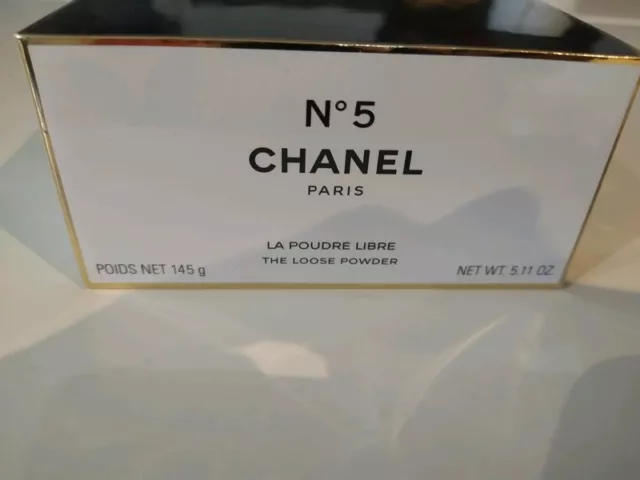 N°5
CHANEL
PARIS
LA POUDRE LIBRE
THE LOOSE POWDER
POIDS NET 145 g
NET WT. 5.11 OZ.